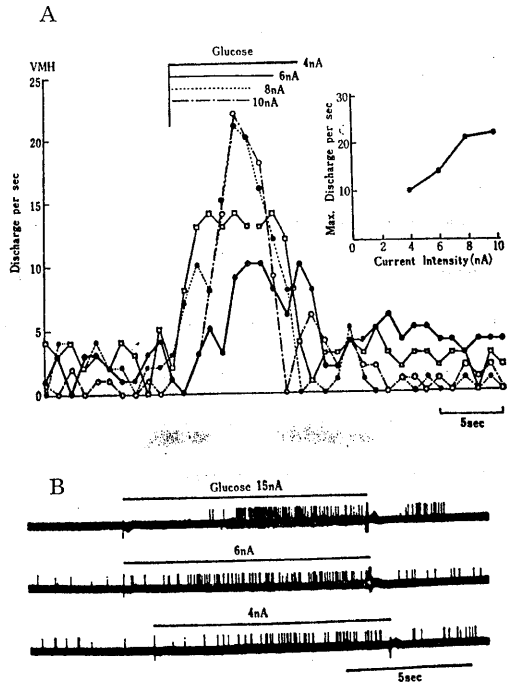 A
Glucose
4nA
6nA
8nA
10nA
VMH
25
20
15
10
5
0
Discharge per sec
5sec
30
20
10
0
Max. Discharge per sec
0 2 4 6 8 10
Current Intensity(nA)
B
Glucose 15nA
6nA
4nA
5sec